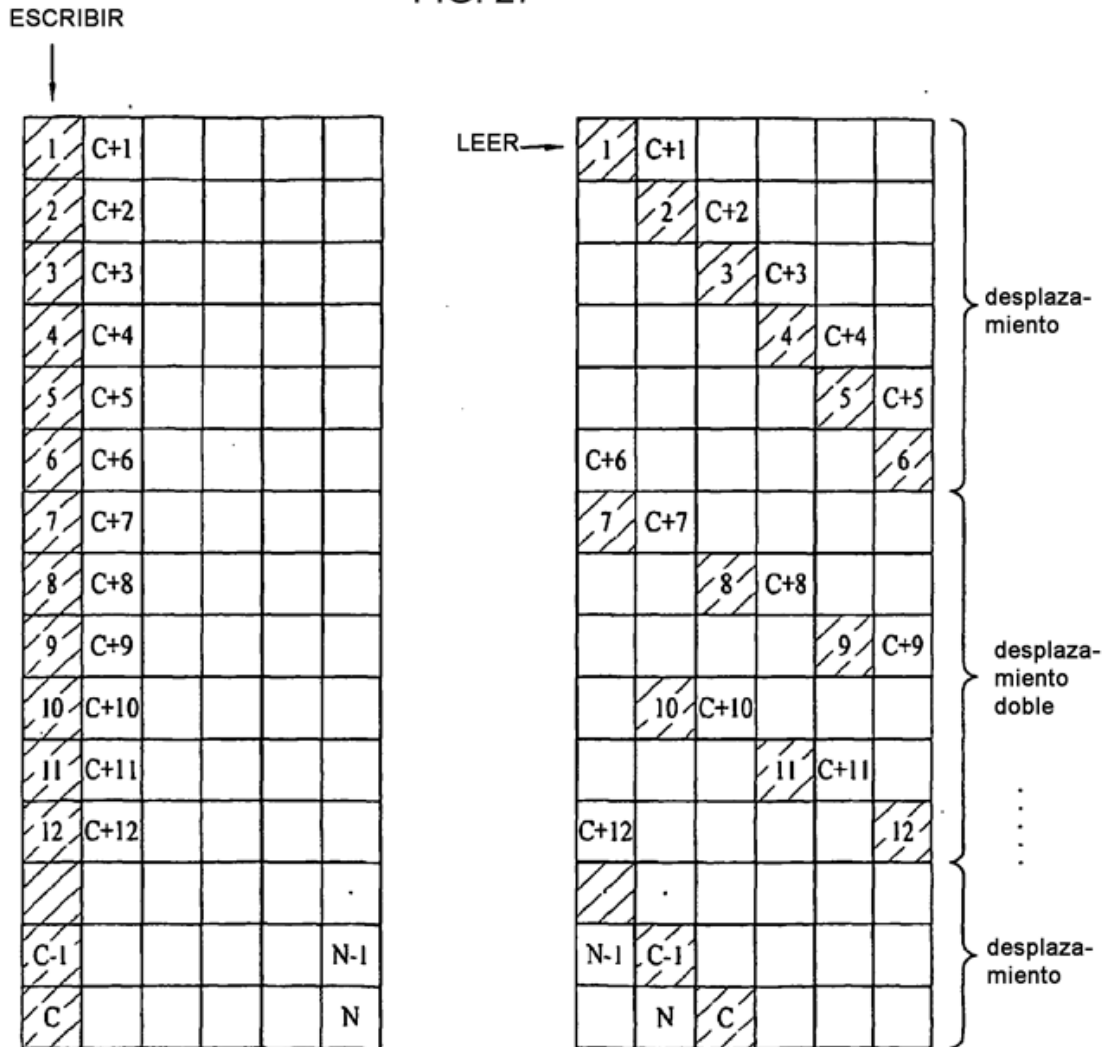 ESCRIBIR
1 C+1
2 C+2
3 C+3
4 C+4
5 C+5
6 C+6
7 C+7
8 C+8
9 C+9
10 C+10
11 C+11
12 C+12
C-1 N-1
C N
LEER
1 C+1
2 C+2
3 C+3
4 C+4
5 C+5
C+6 6
7 C+7
8 C+8
9 C+9
10 C+10
11 C+11
C+12 12
N-1 C-1
N C
desplaza-
miento
desplaza-
miento
doble
desplaza-
miento